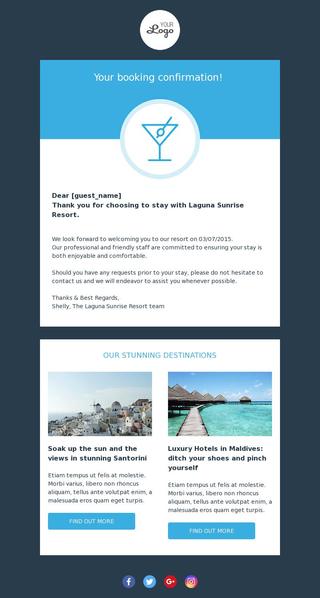 YOUR
Logo
Your booking confirmation!
Dear [guest_name]
Thank you for choosing to stay with Laguna Sunrise
Resort.
We look forward to welcoming you to our resort on 03/07/2015.
Our professional and friendly staff are committed to ensuring your stay is
both enjoyable and comfortable.
Should you have any requests prior to your stay, please do not hesitate to
contact us and we will endeavor to assist you whenever possible.
Thanks & Best Regards,
Shelly, The Laguna Sunrise Resort team
OUR STUNNING DESTINATIONS
Soak up the sun and the
views in stunning Santorini
Etiam tempus ut felis at molestie.
Morbi varius, libero non rhoncus
aliquam, tellus ante volutpat enim, a
malesuada eros quam eget turpis.
FIND OUT MORE
Luxury Hotels in Maldives:
ditch your shoes and pinch
yourself
Etiam tempus ut felis at molestie.
Morbi varius, libero non rhoncus
aliquam, tellus ante volutpat enim, a
malesuada eros quam eget turpis.
FIND OUT MORE